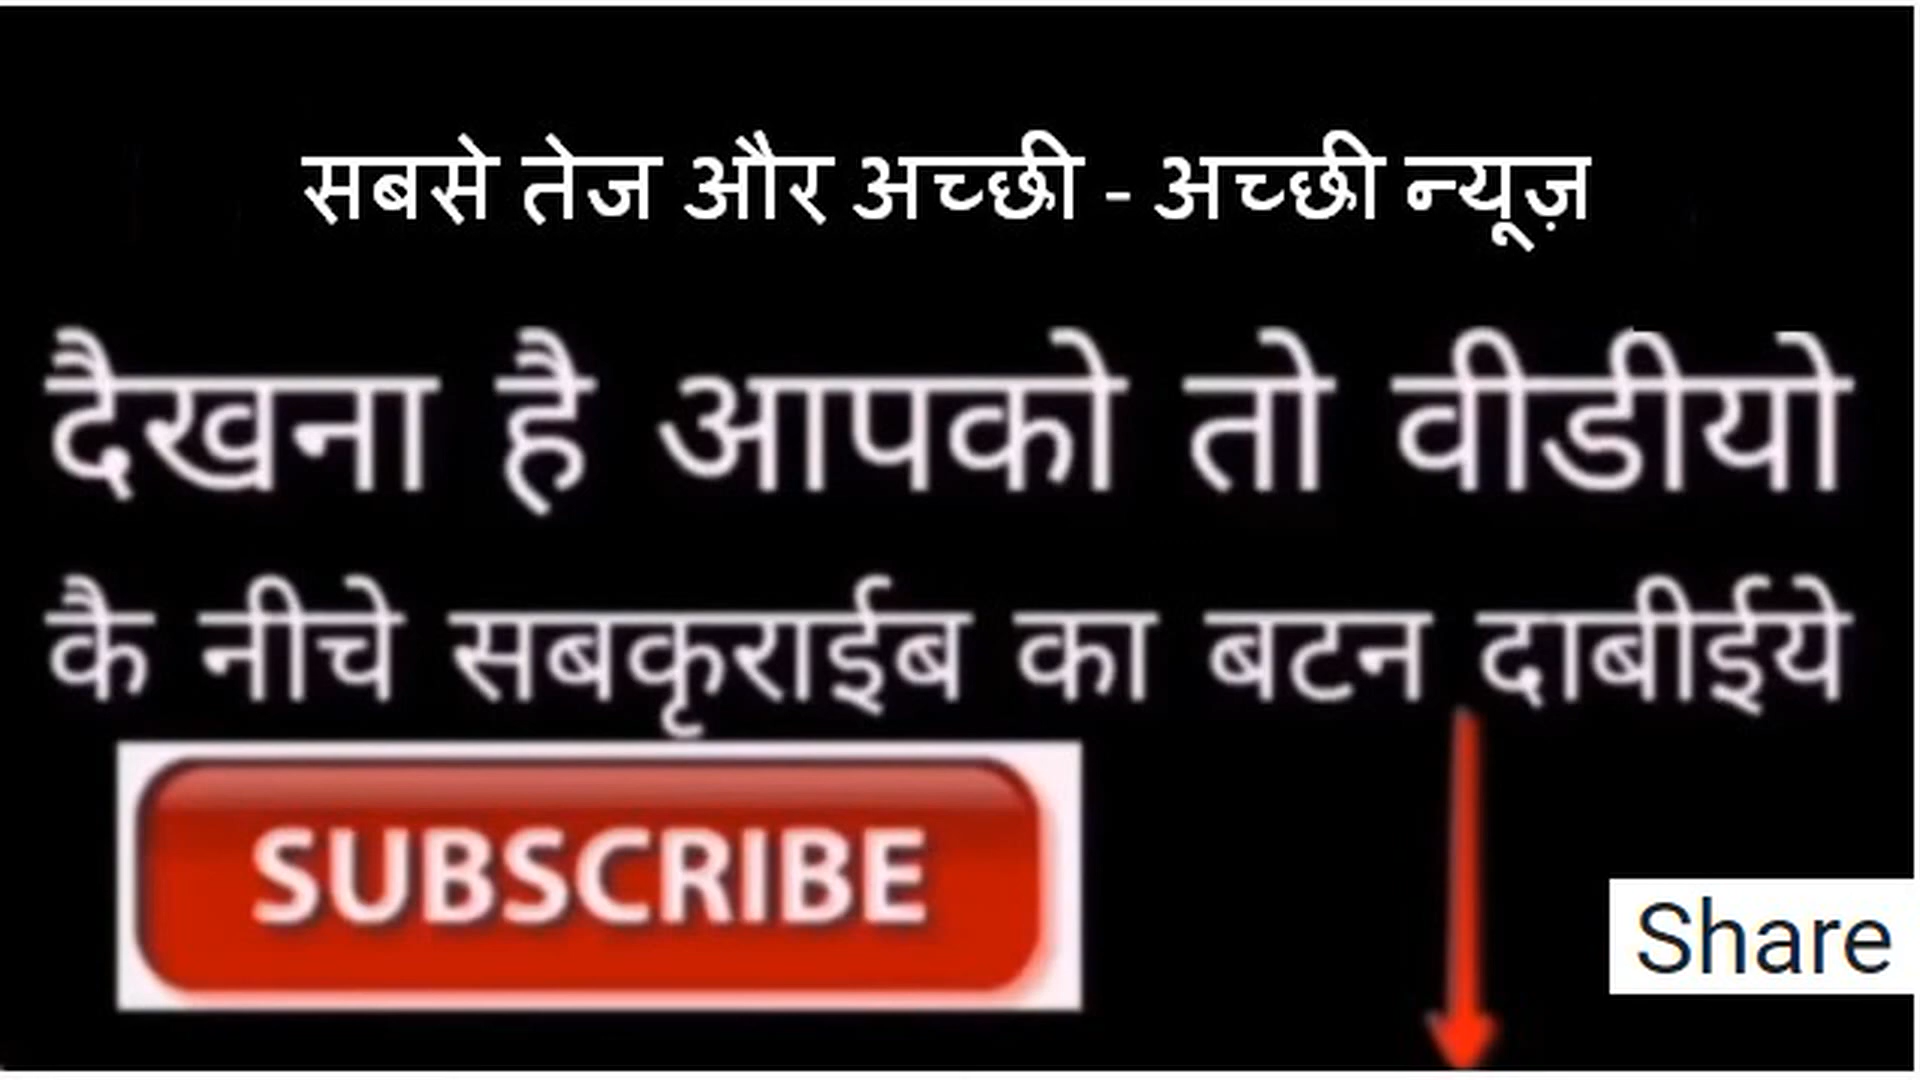 सबसे तेज और अच्छी - अच्छी न्यूज़
दैखना है आपको तो वीडीयो
कै नीचे सबकृराईब का बटन दाबीईये
SUBSCRIBE
Share